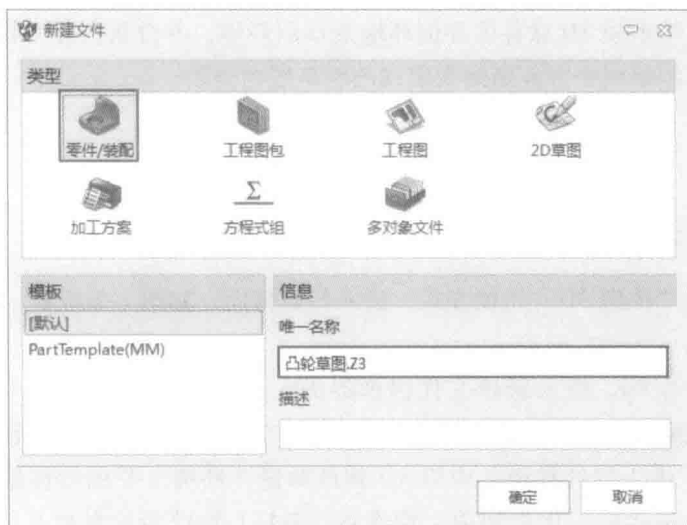 新建文件
类型
零件/装配 工程图包 工程图 2D草图
加工方案 方程式组 多对象文件
模板
[默认]
PartTemplate(MM)
信息
唯一名称
凸轮草图.Z3
描述
确定 取消